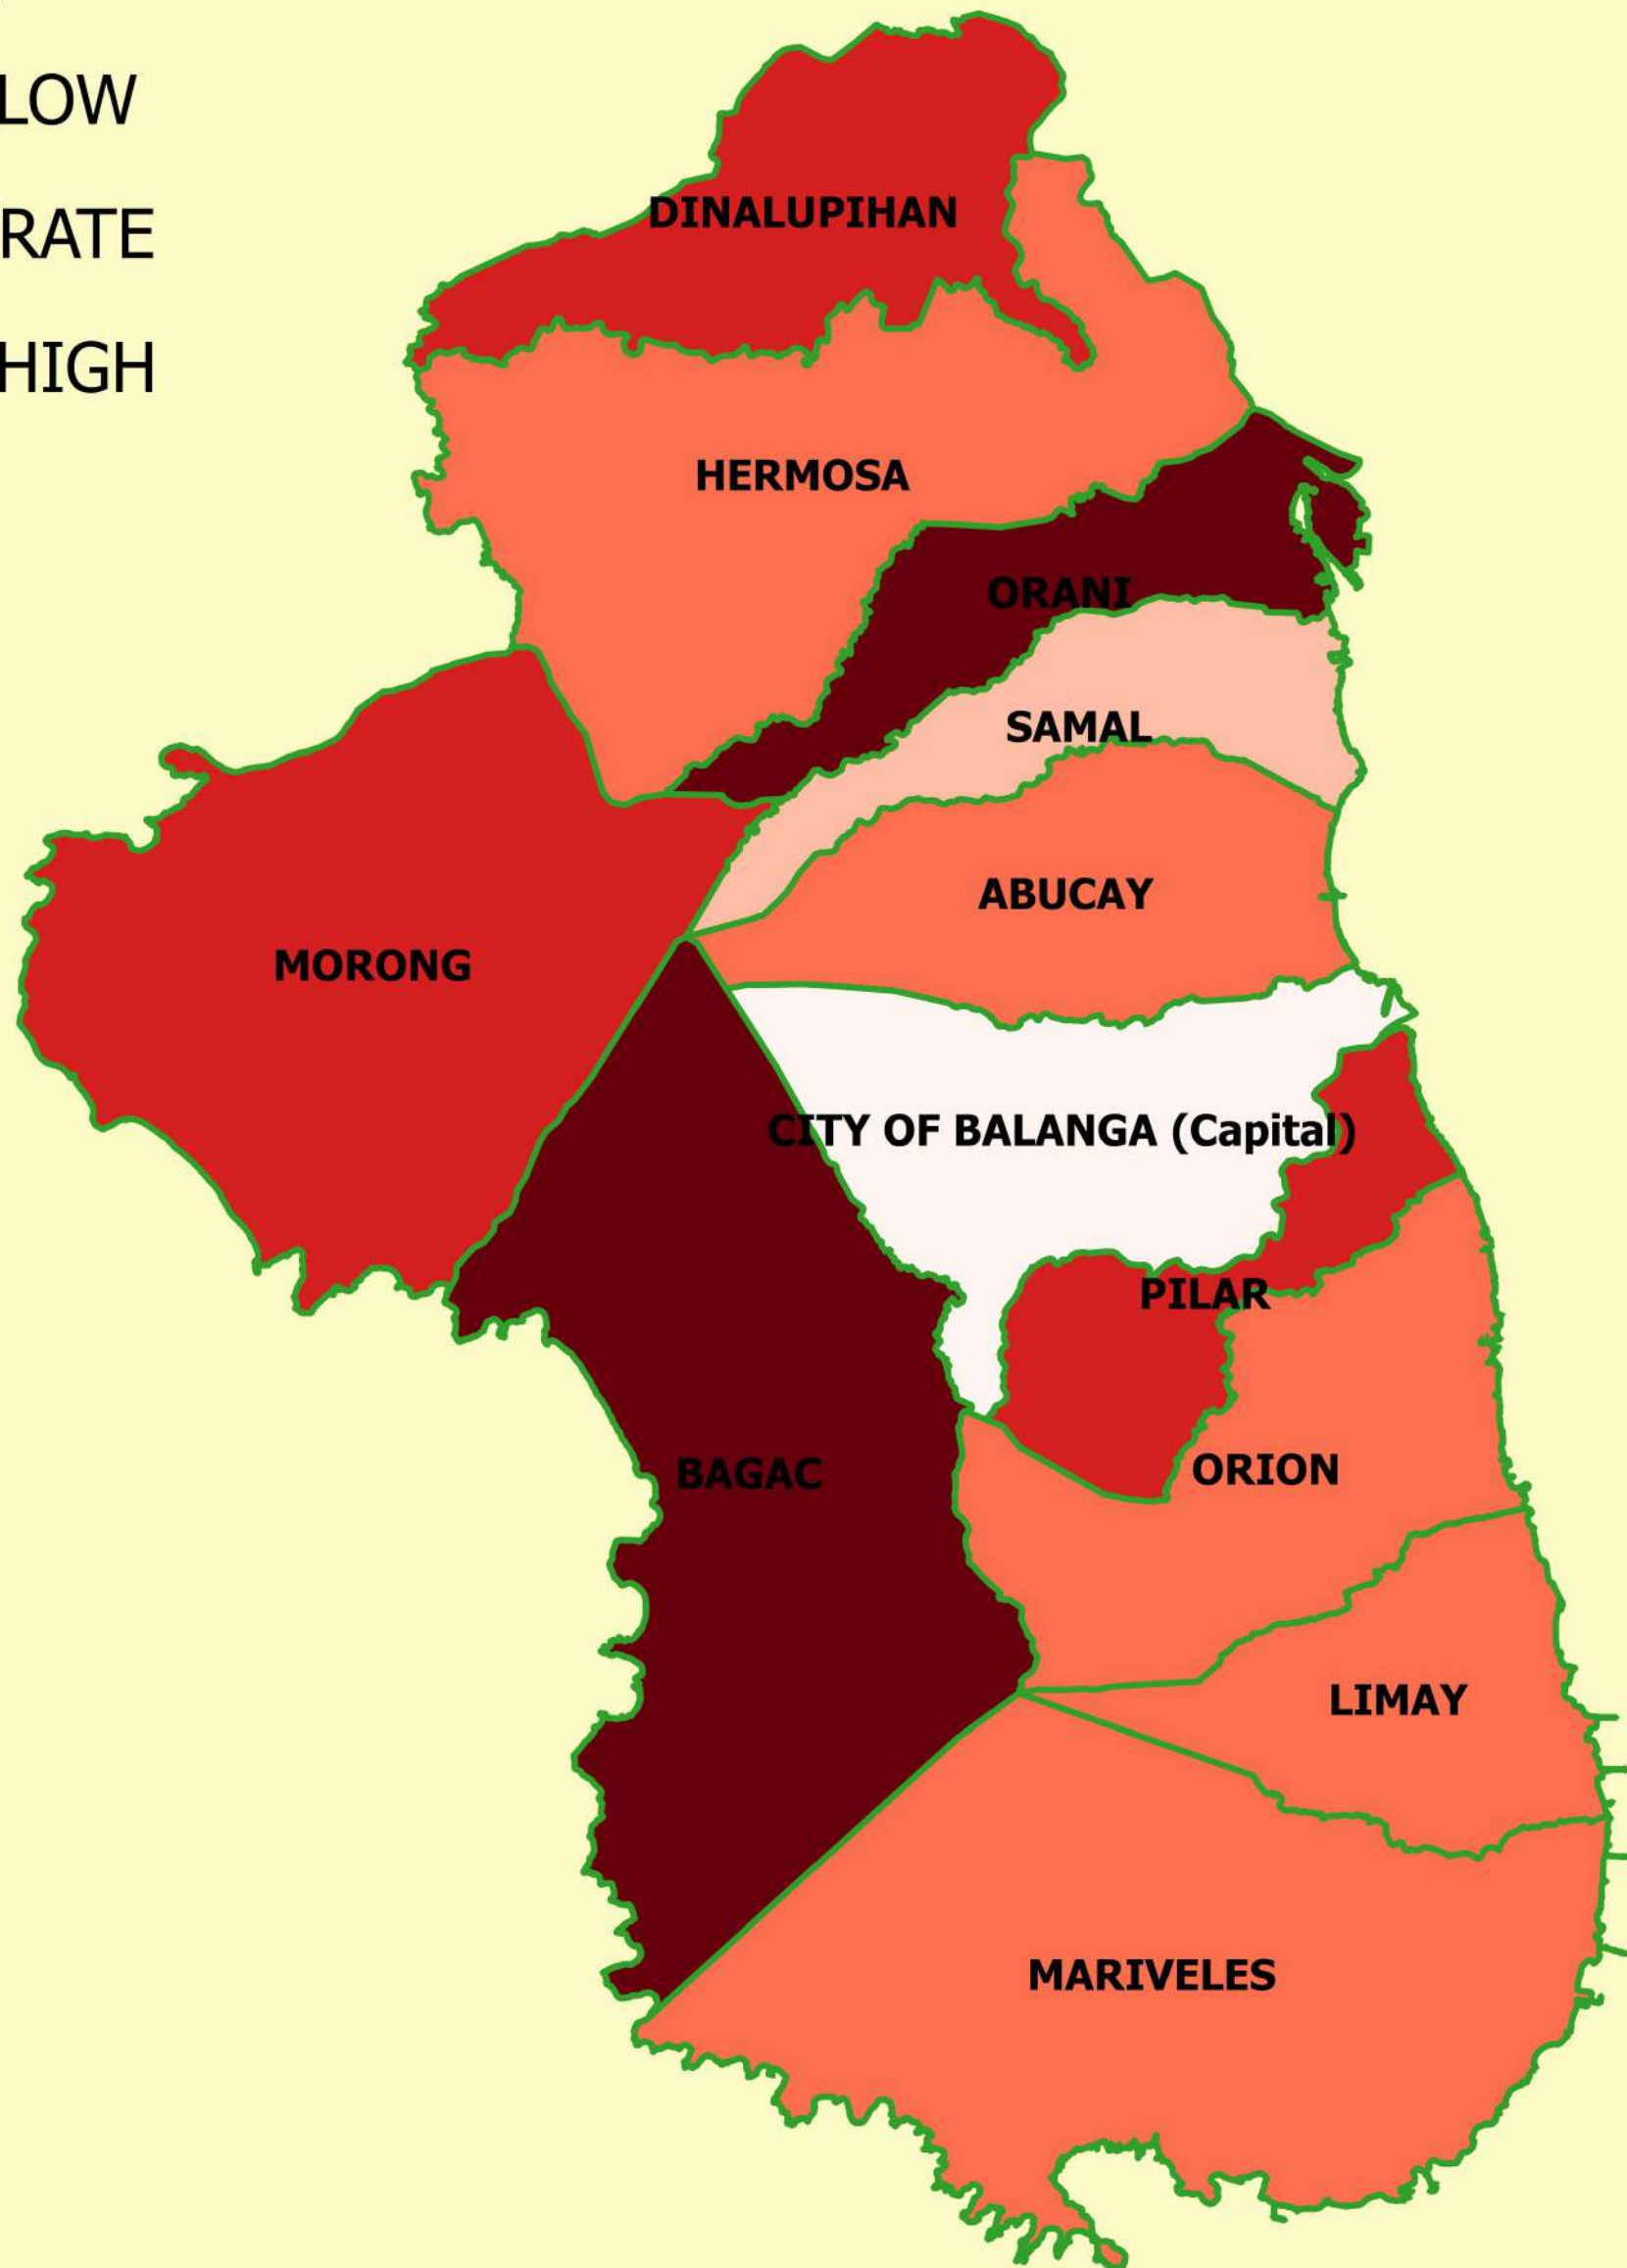 LOW
RATE
HIGH
DINALUPIHAN
HERMOSA
ORANI
SAMAL
ABUCAY
MORONG
CITY OF BALANGA (Capital)
PILAR
BAGAC
ORION
LIMAY
MARIVELES